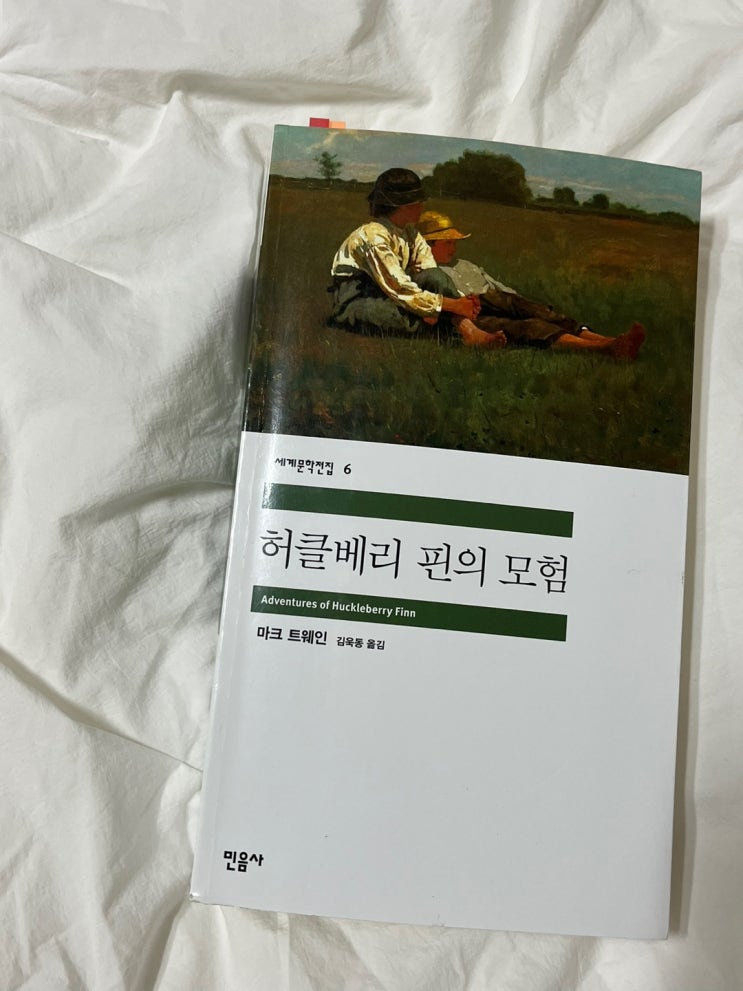 세계문학전집 6
허클베리 핀의 모험
Adventures of Huckleberry Finn
마크 트웨인 김욱동 옮김
민음사